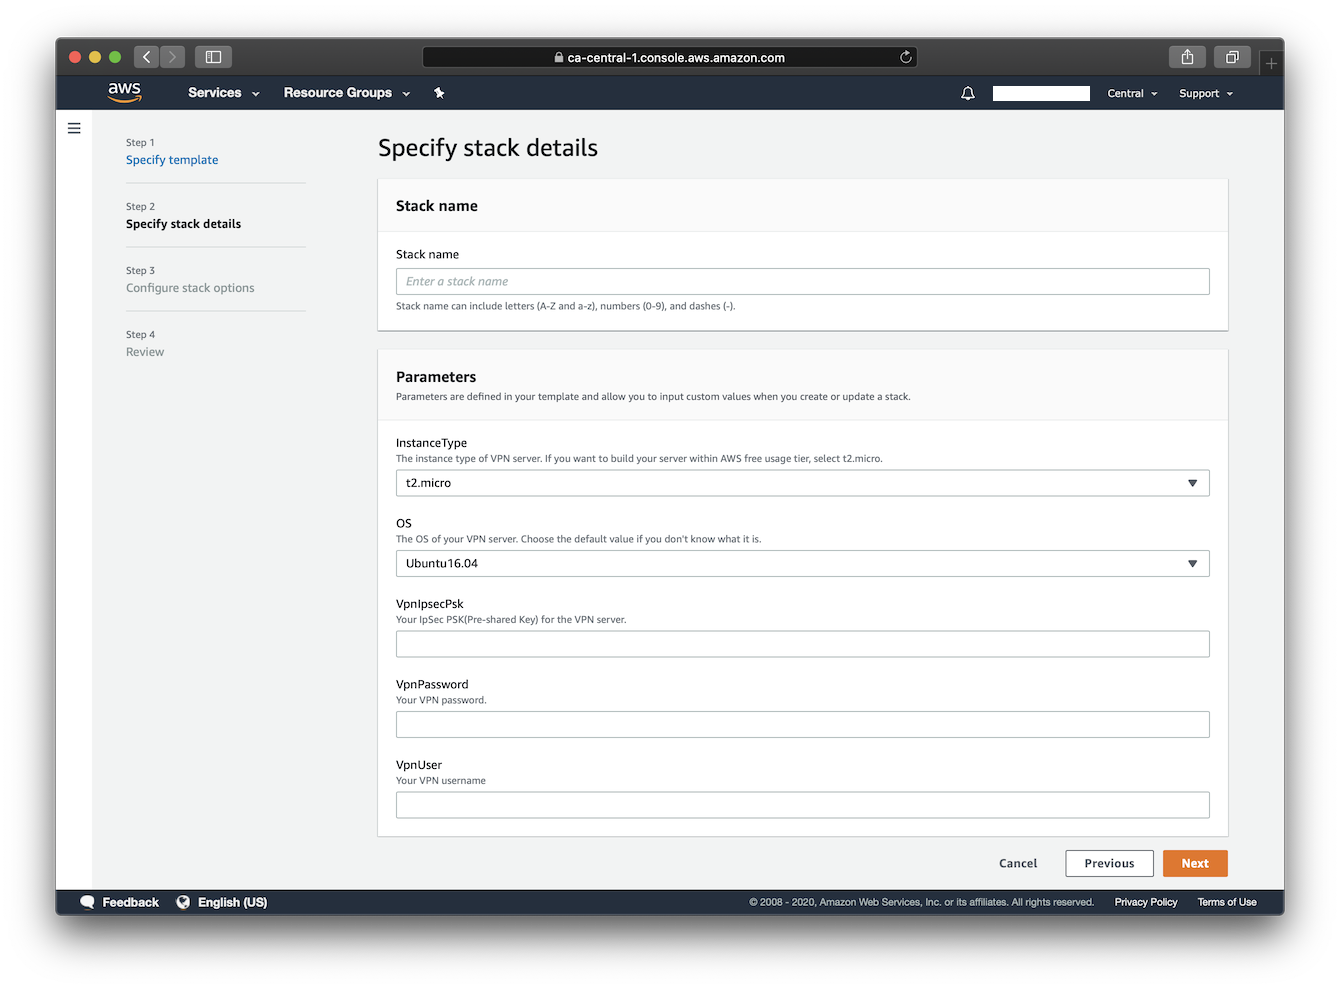 ca-central-1.console.aws.amazon.com
aws Services Resource Groups Central Support
Step 1
Specify template
Step 2
Specify stack details
Step 3
Configure stack options
Step 4
Review
Specify stack details
Stack name
Stack name
Enter a stack name
Stack name can include letters (A-Z and a-z), numbers (0-9), and dashes (-).
Parameters
Parameters are defined in your template and allow you to input custom values when you create or update a stack.
InstanceType
The instance type of VPN server. If you want to build your server within AWS free usage tier, select t2.micro.
t2.micro
OS
The OS of your VPN server. Choose the default value if you don't know what it is.
Ubuntu16.04
VpnIpsecPsk
Your IpSec PSK(Pre-shared Key) for the VPN server.
VpnPassword
Your VPN password.
VpnUser
Your VPN username
Cancel Previous Next
Feedback English (US) © 2008 - 2020, Amazon Web Services, Inc. or its affiliates. All rights reserved. Privacy Policy Terms of Use